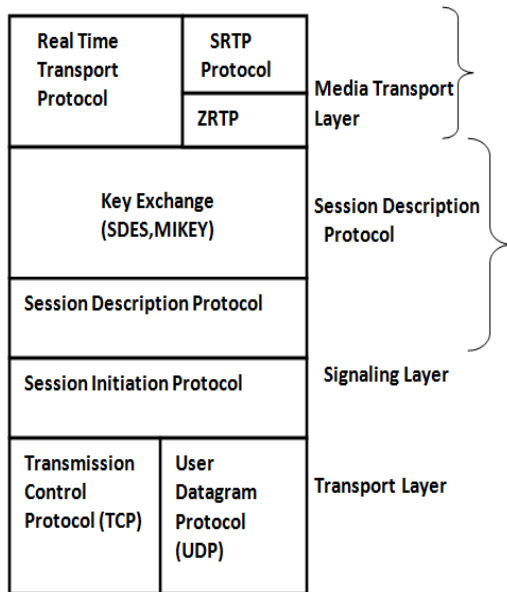 Real Time
Transport
Protocol
SRTP
Protocol
ZRTP
Media Transport
Layer
Key Exchange
(SDES,MIKEY)
Session Description
Protocol
Session Description Protocol
Session Initiation Protocol
Signaling Layer
Transmission
Control
Protocol (TCP)
User
Datagram
Protocol
(UDP)
Transport Layer